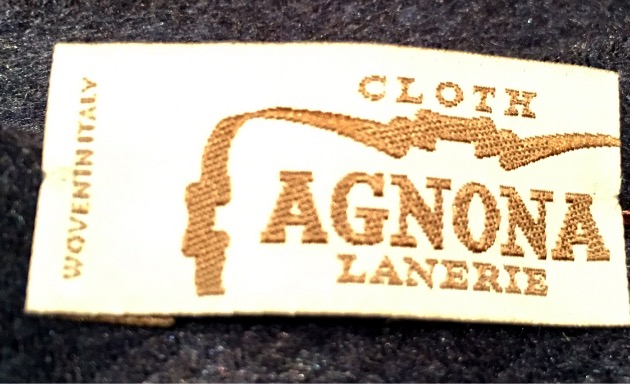 CLOTH
AGNONA
LANERIE
WOVEN IN ITALY